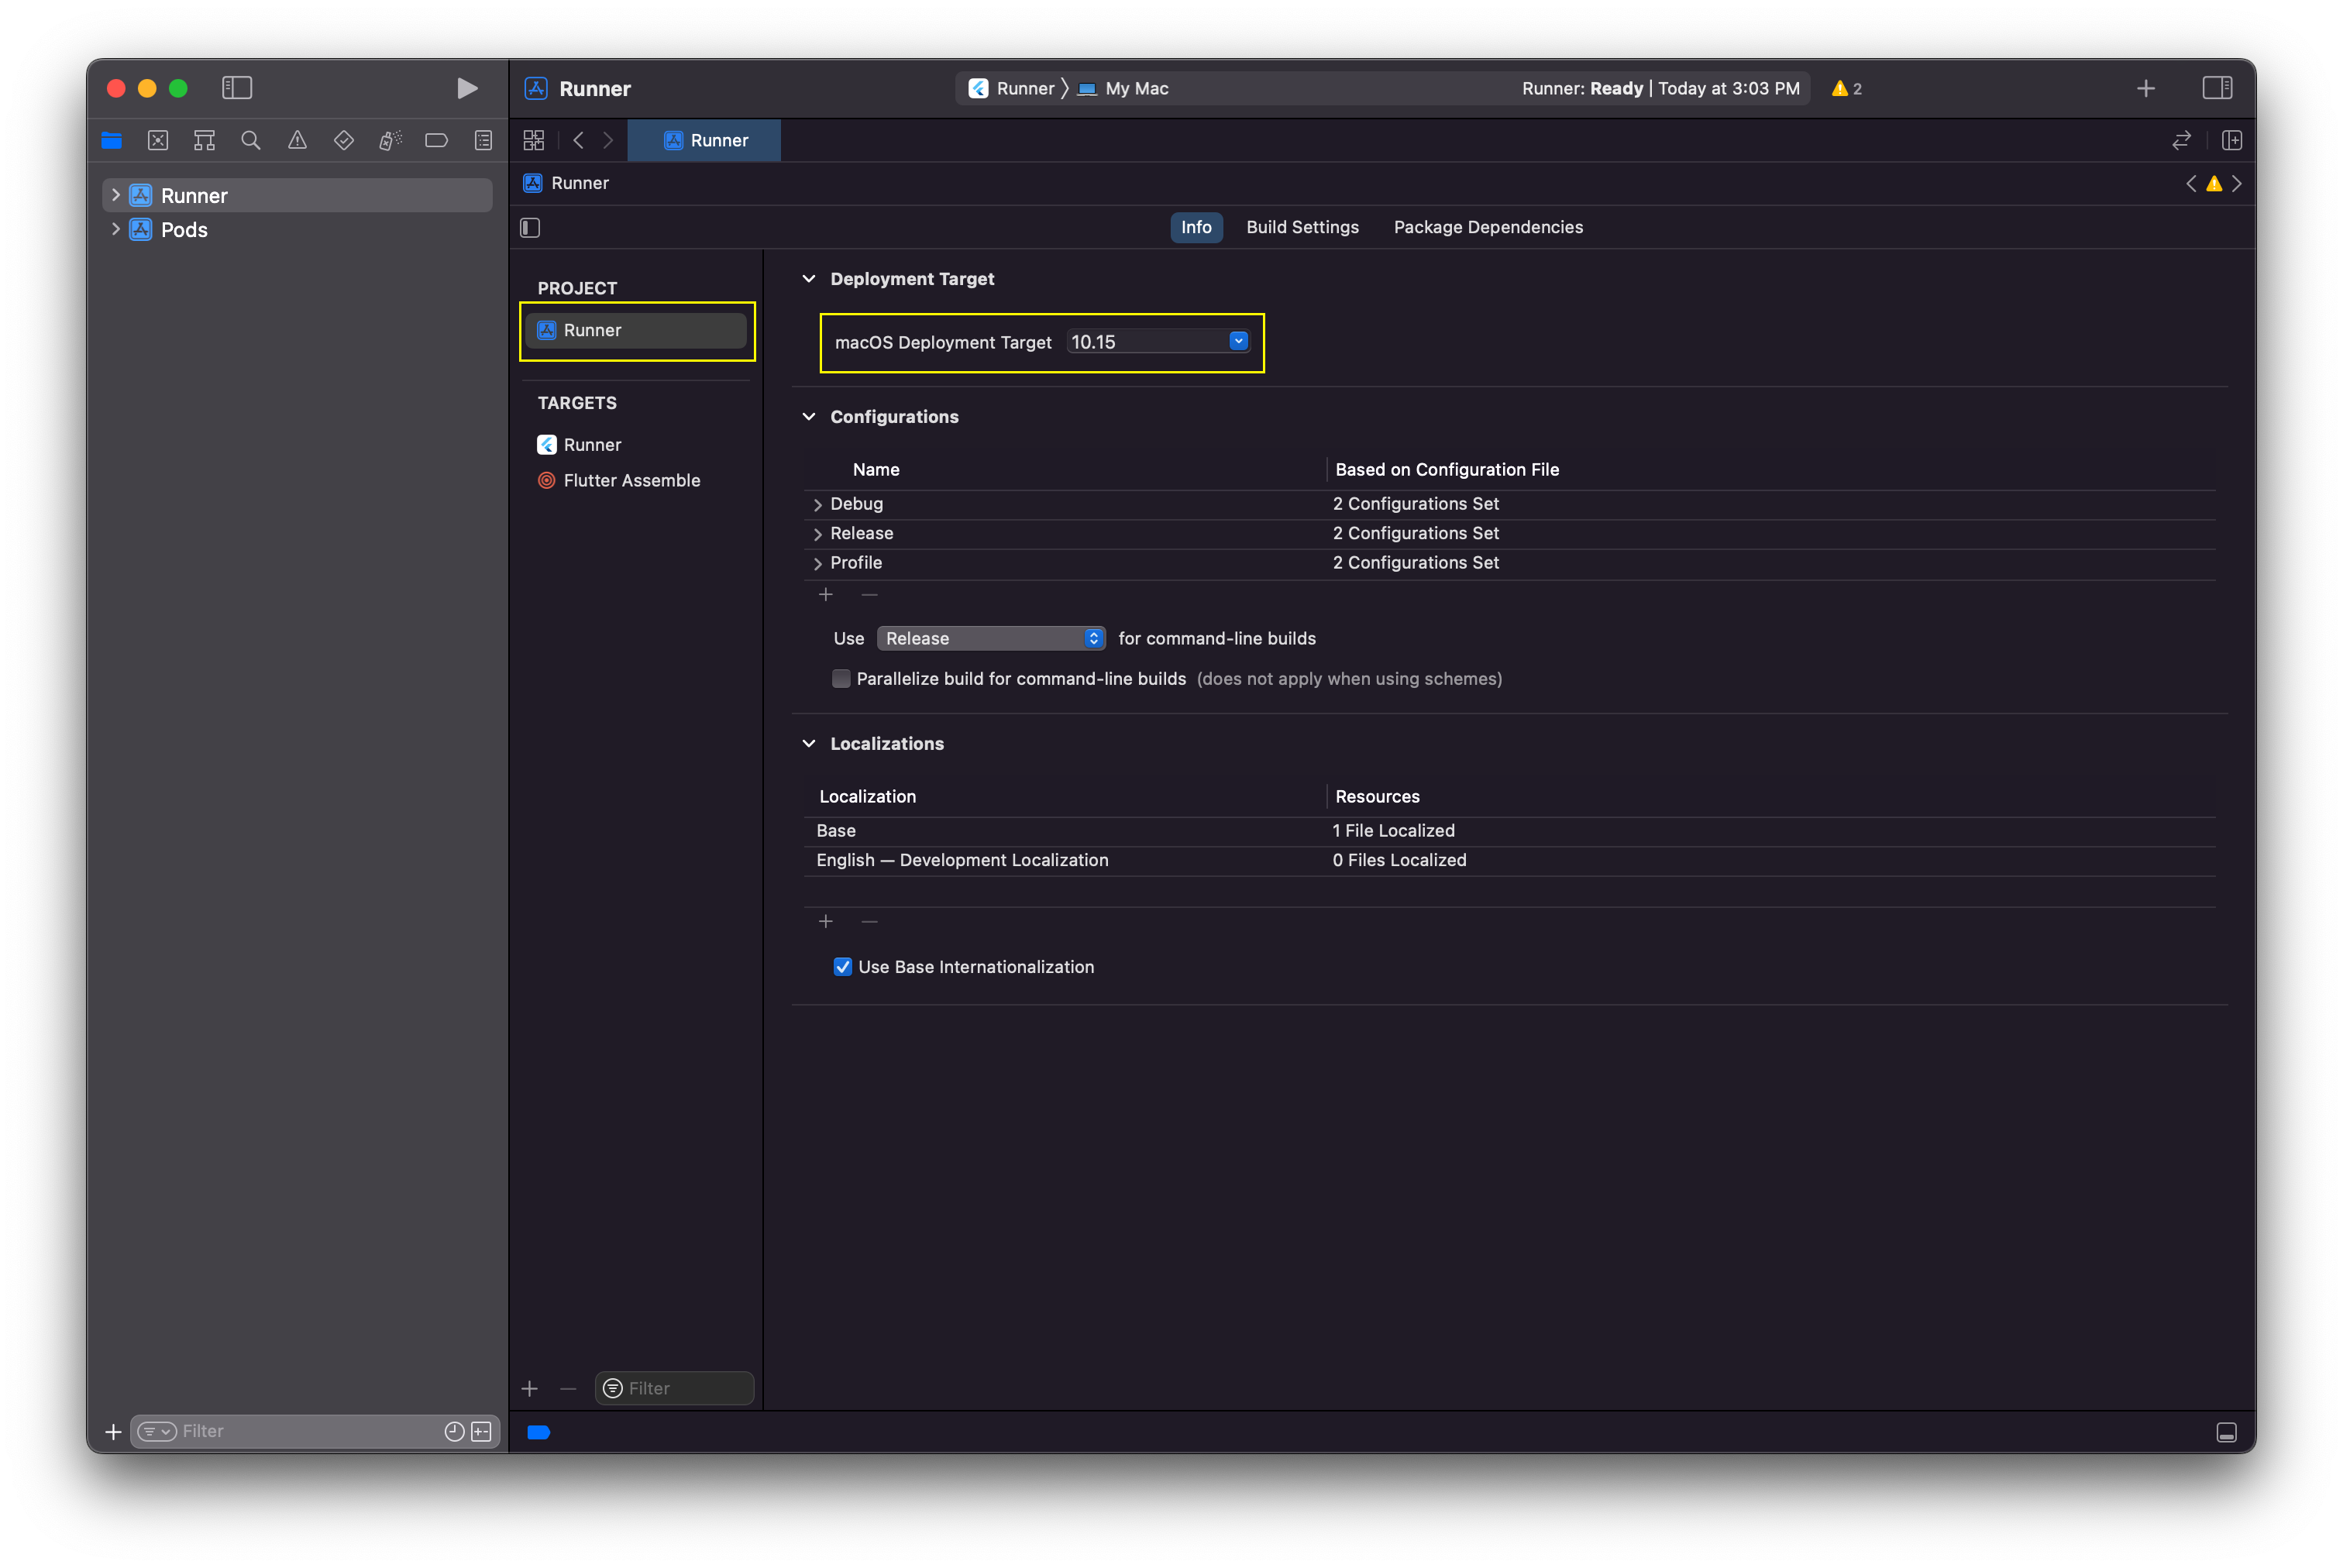 Runner
Runner 〉 My Mac
Runner: Ready | Today at 3:03 PM
2
Runner
Runner
Runner
Pods
Info
Build Settings
Package Dependencies
PROJECT
Runner
TARGETS
Runner
Flutter Assemble
Deployment Target
macOS Deployment Target 10.15
Configurations
Name Based on Configuration File
Debug 2 Configurations Set
Release 2 Configurations Set
Profile 2 Configurations Set
Use Release for command-line builds
Parallelize build for command-line builds (does not apply when using schemes)
Localizations
Localization Resources
Base 1 File Localized
English — Development Localization 0 Files Localized
Use Base Internationalization
Filter
Filter